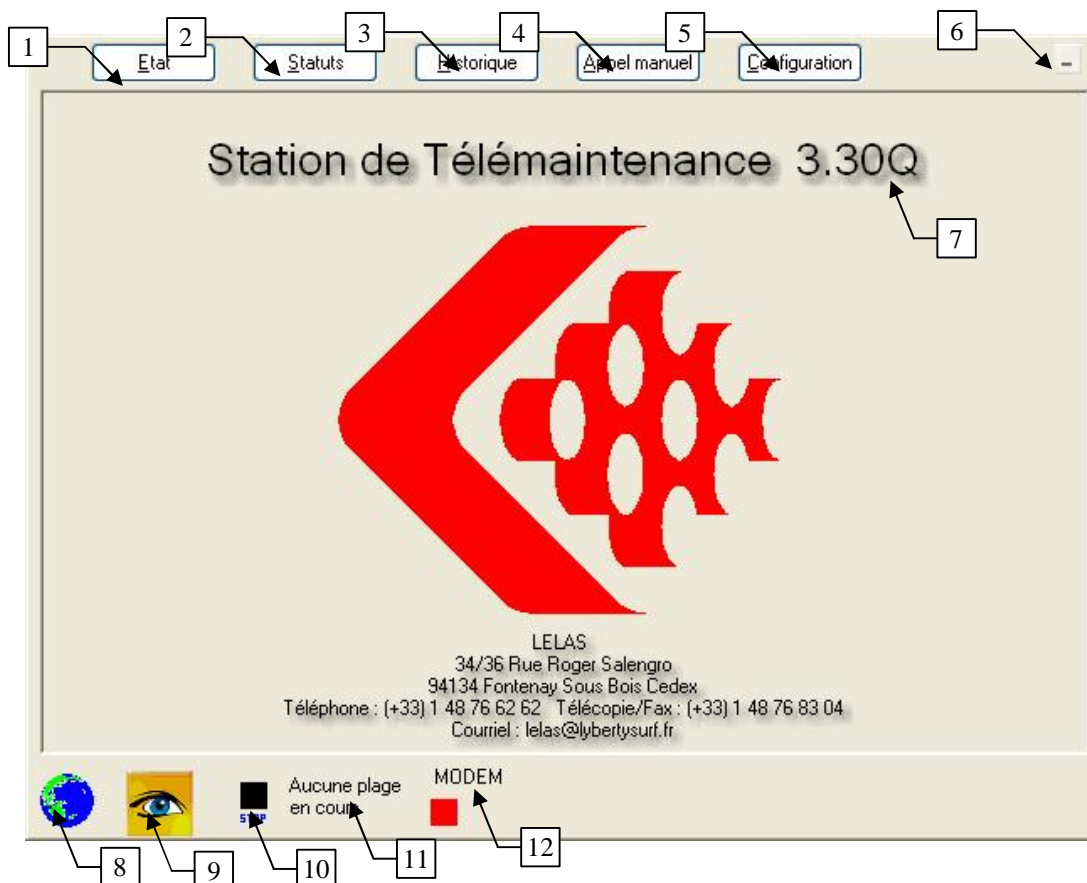 1 2 3 4 5 6
Etat Statuts Historique Appel manuel Configuration
Station de Télémaintenance 3.30Q
7
LELAS
34/36 Rue Roger Salengro
94134 Fontenay Sous Bois Cedex
Téléphone : (+33) 1 48 76 62 62 Télécopie/Fax : (+33) 1 48 76 83 04
Courriel : lelas@lybertysurf.fr
MODEM
Aucune plage
en cours
STOP
8 9 10 11 12